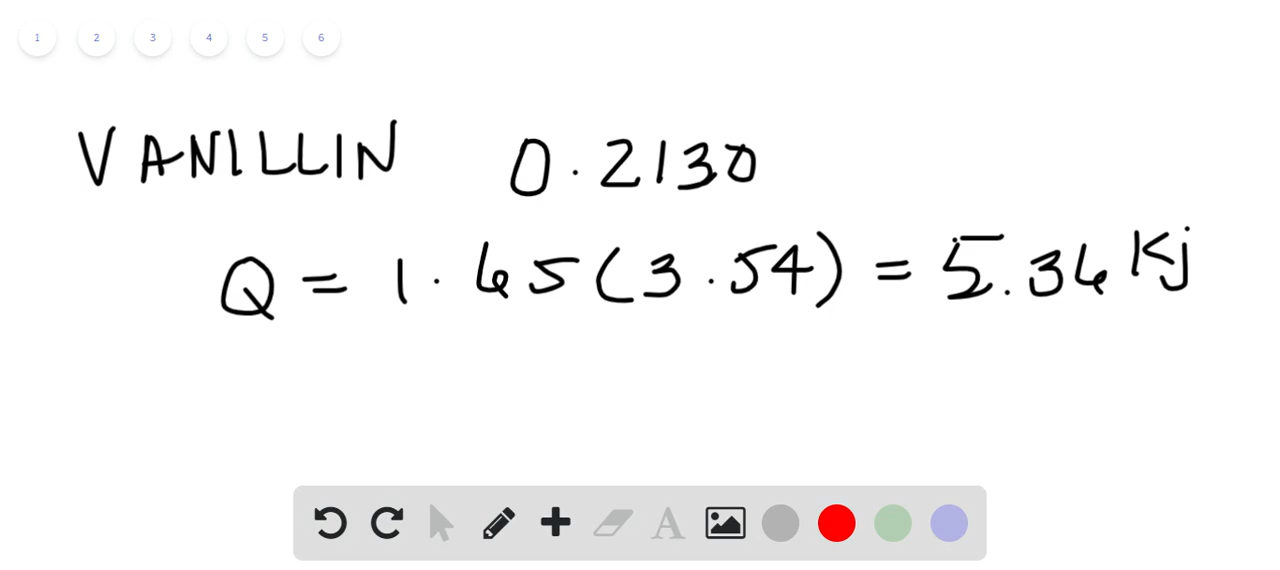 1 2 3 4 5 6
VANILLIN 0.2130
Q = 1.65(3.54) = 5.36 Kj
A